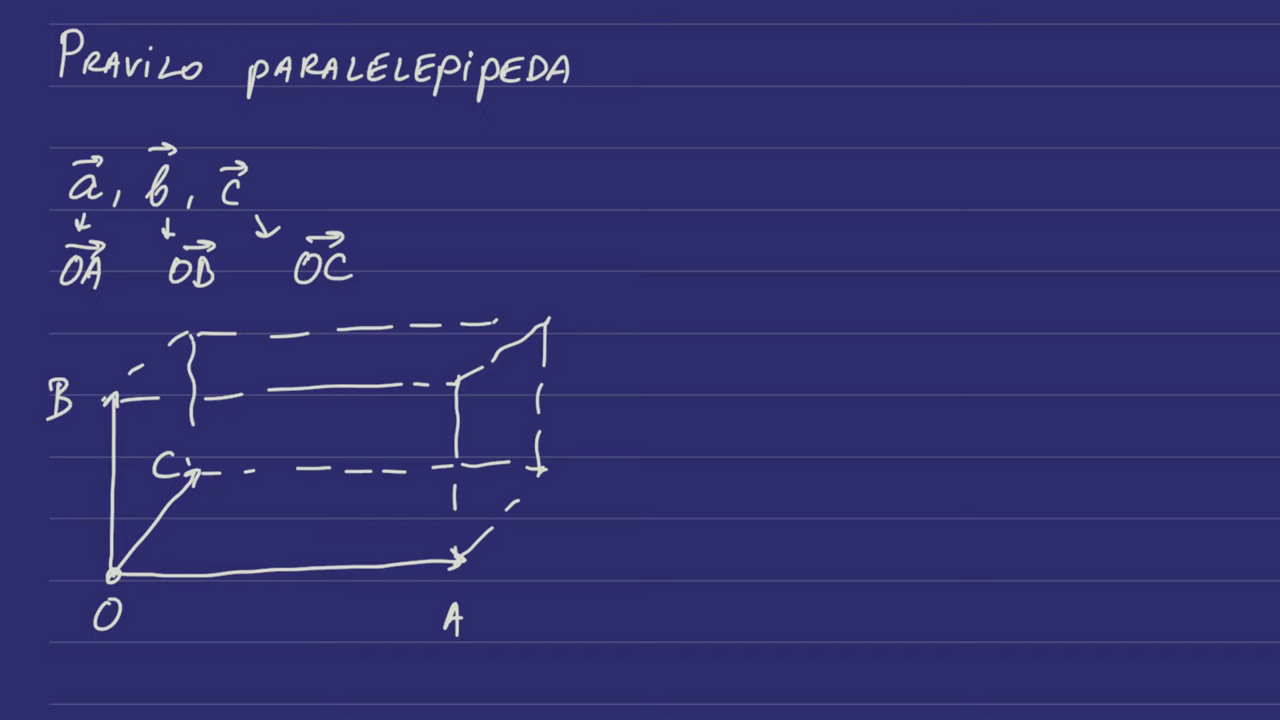 PRAVILO PARALELEPIPEDA
a⃗, b⃗, c⃗
OA⃗ OB⃗ OC⃗
B
C
O A